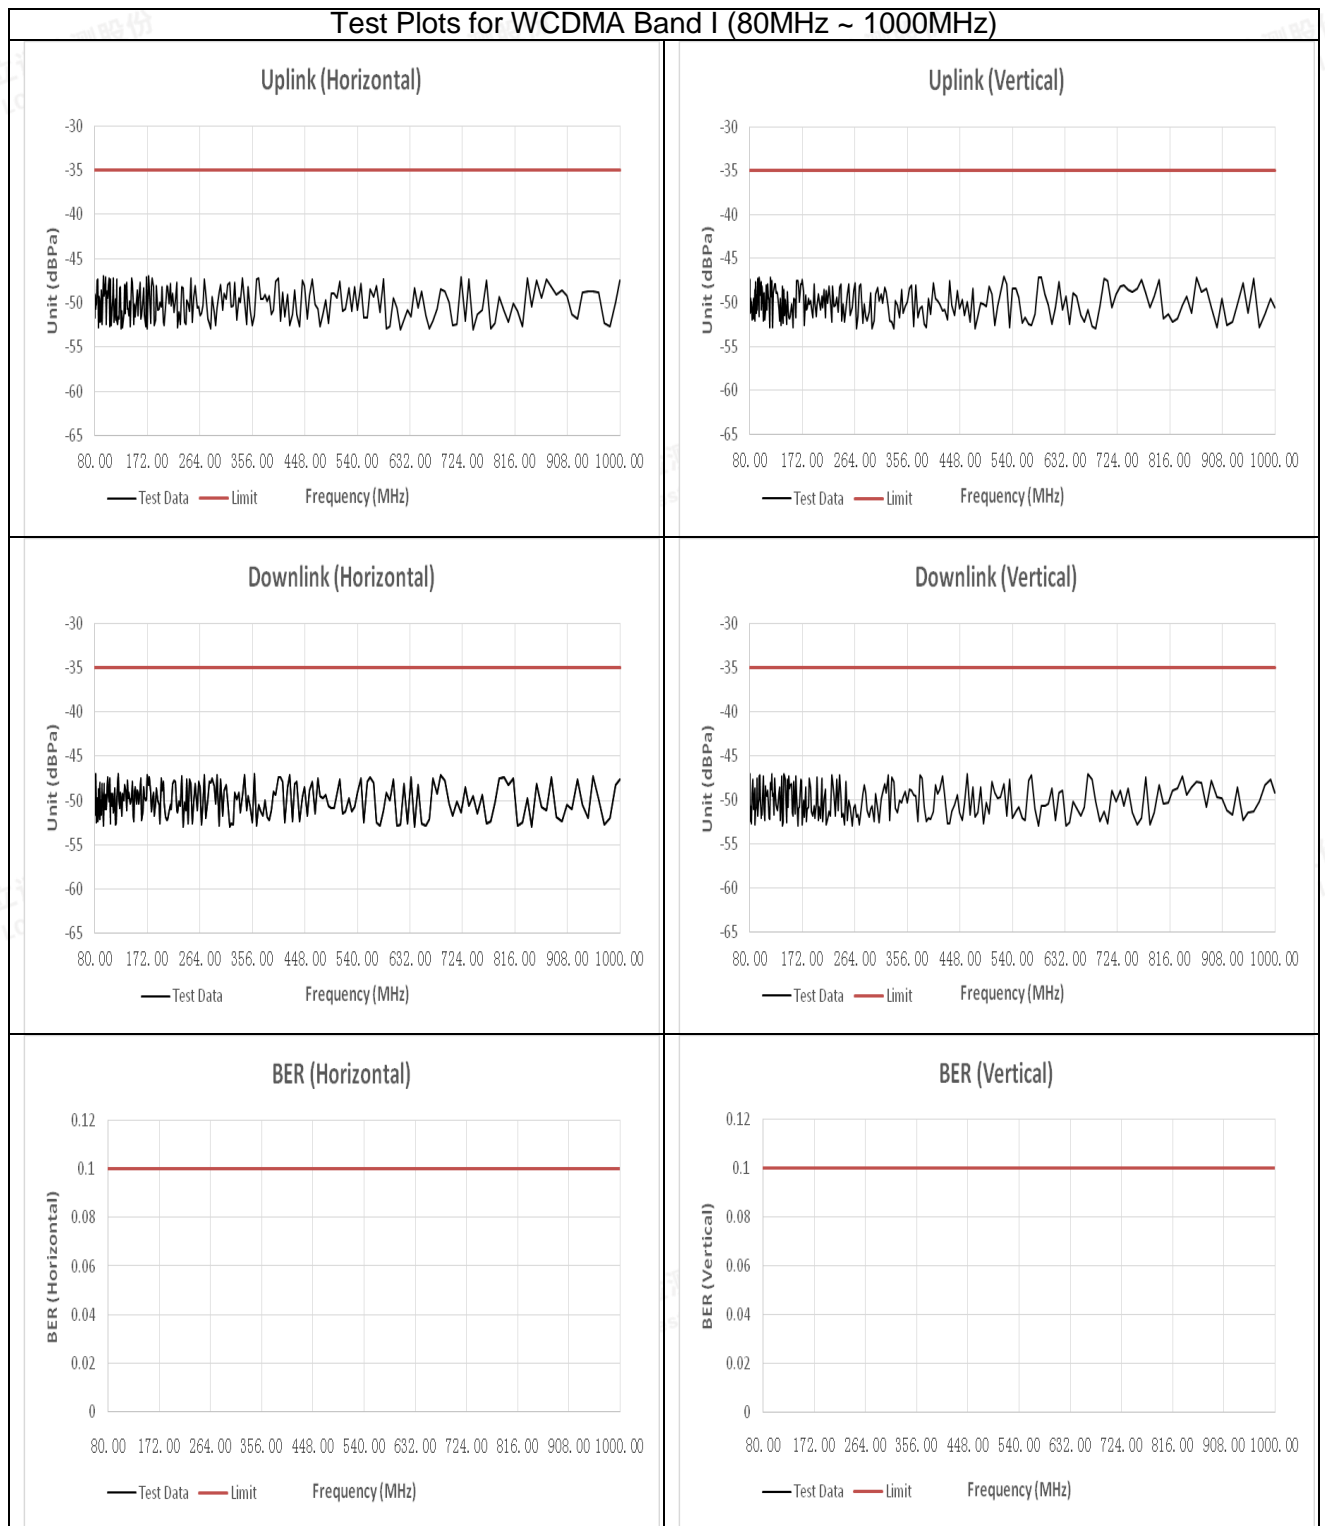 Test Plots for WCDMA Band I (80MHz ~ 1000MHz)
Uplink (Horizontal)
-30
-35
-40
-45
-50
-55
-60
-65
Unit (dBPa)
80.00 172.00 264.00 356.00 448.00 540.00 632.00 724.00 816.00 908.00 1000.00
Test Data Limit Frequency (MHz)
Uplink (Vertical)
-30
-35
-40
-45
-50
-55
-60
-65
Unit (dBPa)
80.00 172.00 264.00 356.00 448.00 540.00 632.00 724.00 816.00 908.00 1000.00
Test Data Limit Frequency (MHz)
Downlink (Horizontal)
-30
-35
-40
-45
-50
-55
-60
-65
Unit (dBPa)
80.00 172.00 264.00 356.00 448.00 540.00 632.00 724.00 816.00 908.00 1000.00
Test Data Frequency (MHz)
Downlink (Vertical)
-30
-35
-40
-45
-50
-55
-60
-65
Unit (dBPa)
80.00 172.00 264.00 356.00 448.00 540.00 632.00 724.00 816.00 908.00 1000.00
Test Data Limit Frequency (MHz)
BER (Horizontal)
0.12
0.1
0.08
0.06
0.04
0.02
0
BER (Horizontal)
80.00 172.00 264.00 356.00 448.00 540.00 632.00 724.00 816.00 908.00 1000.00
Test Data Limit Frequency (MHz)
BER (Vertical)
0.12
0.1
0.08
0.06
0.04
0.02
0
BER (Vertical)
80.00 172.00 264.00 356.00 448.00 540.00 632.00 724.00 816.00 908.00 1000.00
Test Data Limit Frequency (MHz)